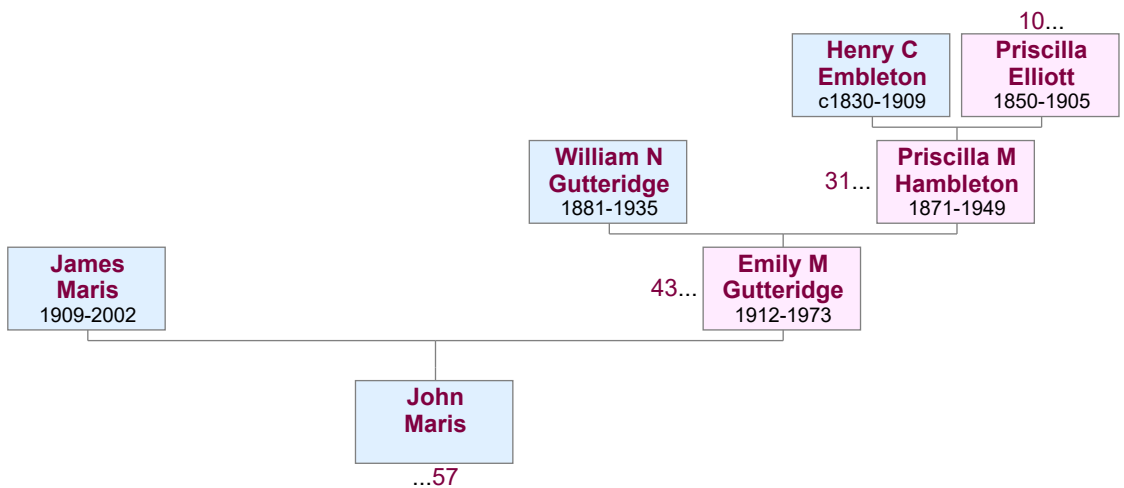 10...
Henry C
Embleton
c1830-1909
Priscilla
Elliott
1850-1905
William N
Gutteridge
1881-1935
31...
Priscilla M
Hambleton
1871-1949
James
Maris
1909-2002
43...
Emily M
Gutteridge
1912-1973
John
Maris
...57